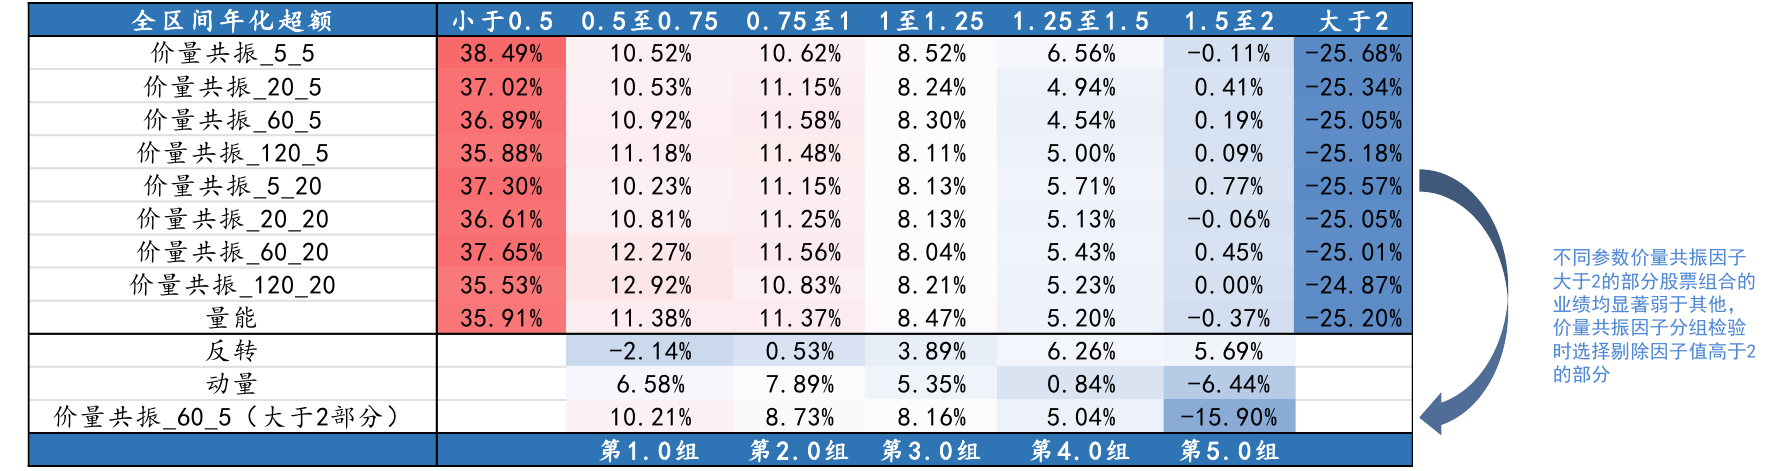 全区间年化超额 小于0.5 0.5至0.75 0.75至1 1至1.25 1.25至1.5 1.5至2 大于2
价量共振_5_5 38.49% 10.52% 10.62% 8.52% 6.56% -0.11% -25.68%
价量共振_20_5 37.02% 10.53% 11.15% 8.24% 4.94% 0.41% -25.34%
价量共振_60_5 36.89% 10.92% 11.58% 8.30% 4.54% 0.19% -25.05%
价量共振_120_5 35.88% 11.18% 11.48% 8.11% 5.00% 0.09% -25.18%
价量共振_5_20 37.30% 10.23% 11.15% 8.13% 5.71% 0.77% -25.57%
价量共振_20_20 36.61% 10.81% 11.25% 8.13% 5.13% -0.06% -25.05%
价量共振_60_20 37.65% 12.27% 11.56% 8.04% 5.43% 0.45% -25.01%
价量共振_120_20 35.53% 12.92% 10.83% 8.21% 5.23% 0.00% -24.87%
量能 35.91% 11.38% 11.37% 8.47% 5.20% -0.37% -25.20%
反转 -2.14% 0.53% 3.89% 6.26% 5.69%
动量 6.58% 7.89% 5.35% 0.84% -6.44%
价量共振_60_5（大于2部分） 10.21% 8.73% 8.16% 5.04% -15.90%
第1.0组 第2.0组 第3.0组 第4.0组 第5.0组
不同参数价量共振因子
大于2的部分股票组合的
业绩均显著弱于其他，
价量共振因子分组检验
时选择剔除因子值高于2
的部分